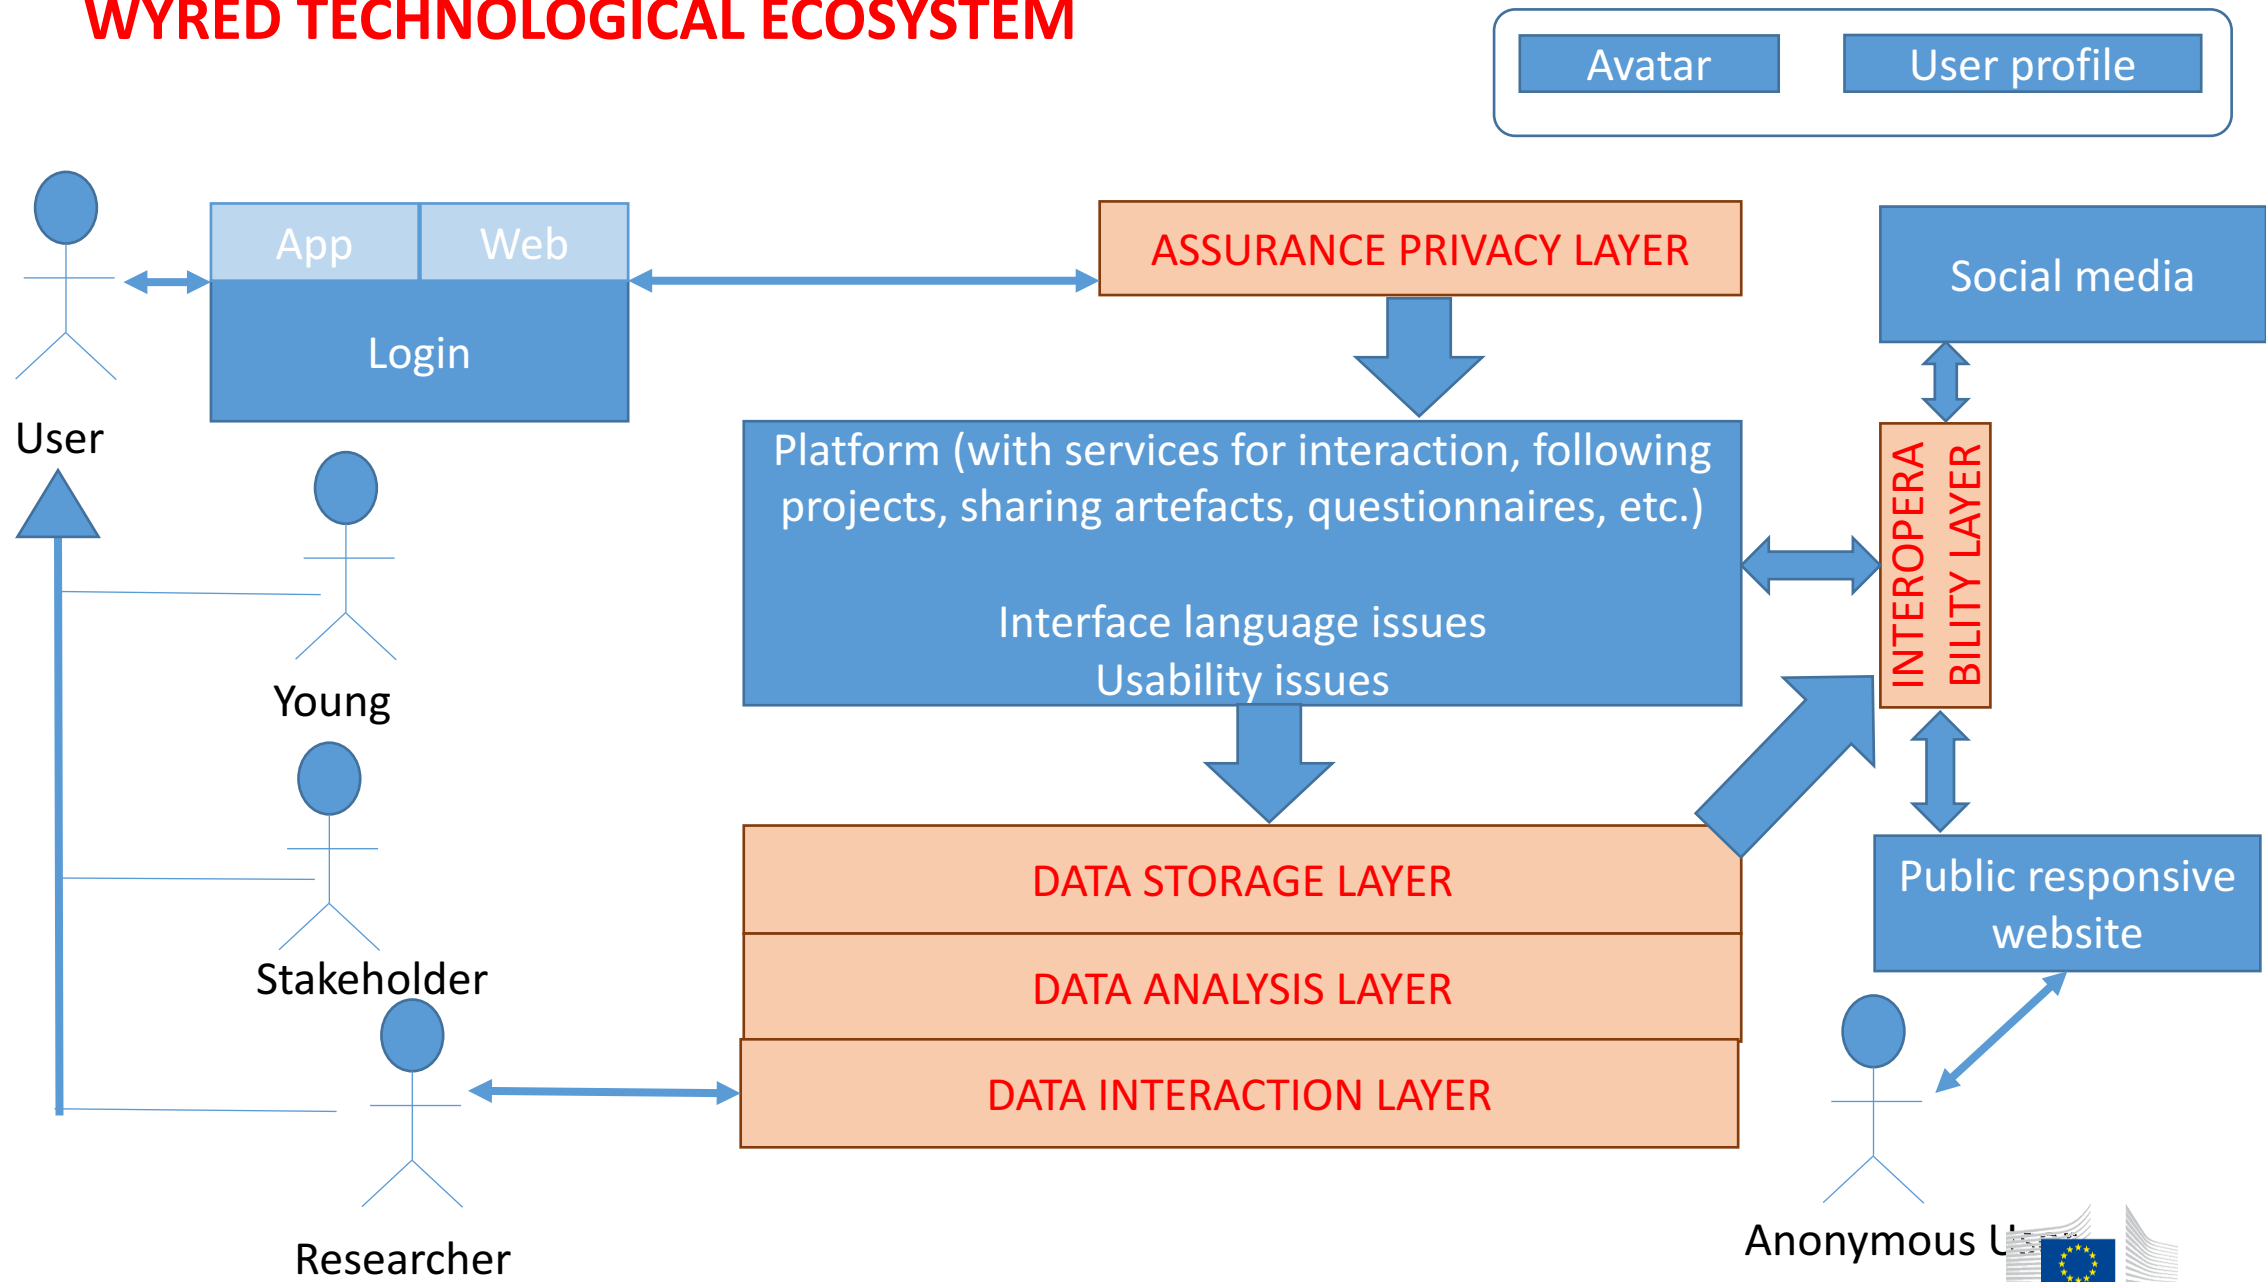 WYRED TECHNOLOGICAL ECOSYSTEM
Avatar
User profile
App
Web
Login
ASSURANCE PRIVACY LAYER
Social media
User
Platform (with services for interaction, following
projects, sharing artefacts, questionnaires, etc.)
Interface language issues
Usability issues
INTEROPERA
BILITY LAYER
Young
Stakeholder
DATA STORAGE LAYER
DATA ANALYSIS LAYER
DATA INTERACTION LAYER
Public responsive
website
Researcher
Anonymous User